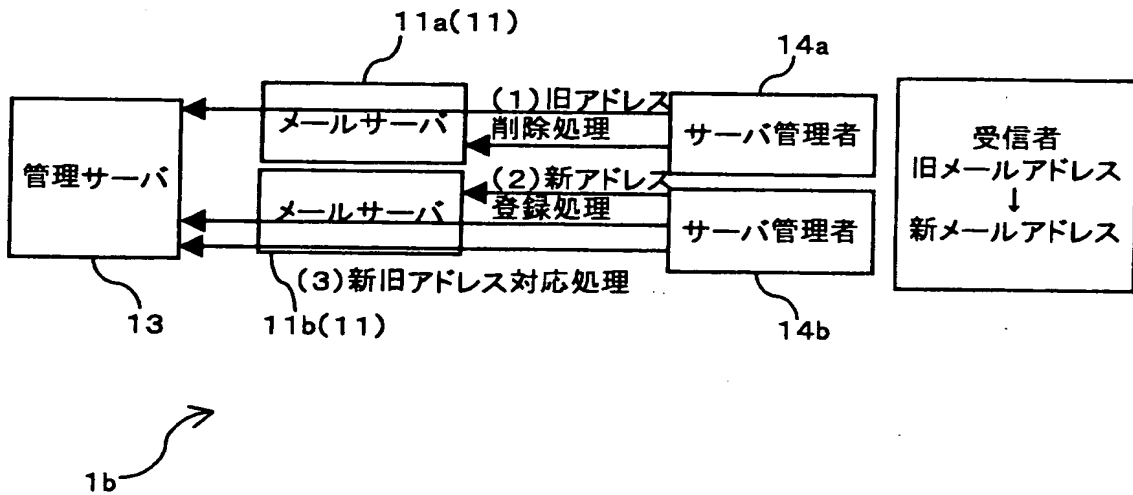 11a(11)
14a
(1)旧アドレス
削除処理
メールサーバ
サーバ管理者
管理サーバ
(2)新アドレス
登録処理
メールサーバ
サーバ管理者
受信者
旧メールアドレス
↓
新メールアドレス
(3)新旧アドレス対応処理
13
11b(11)
14b
1b